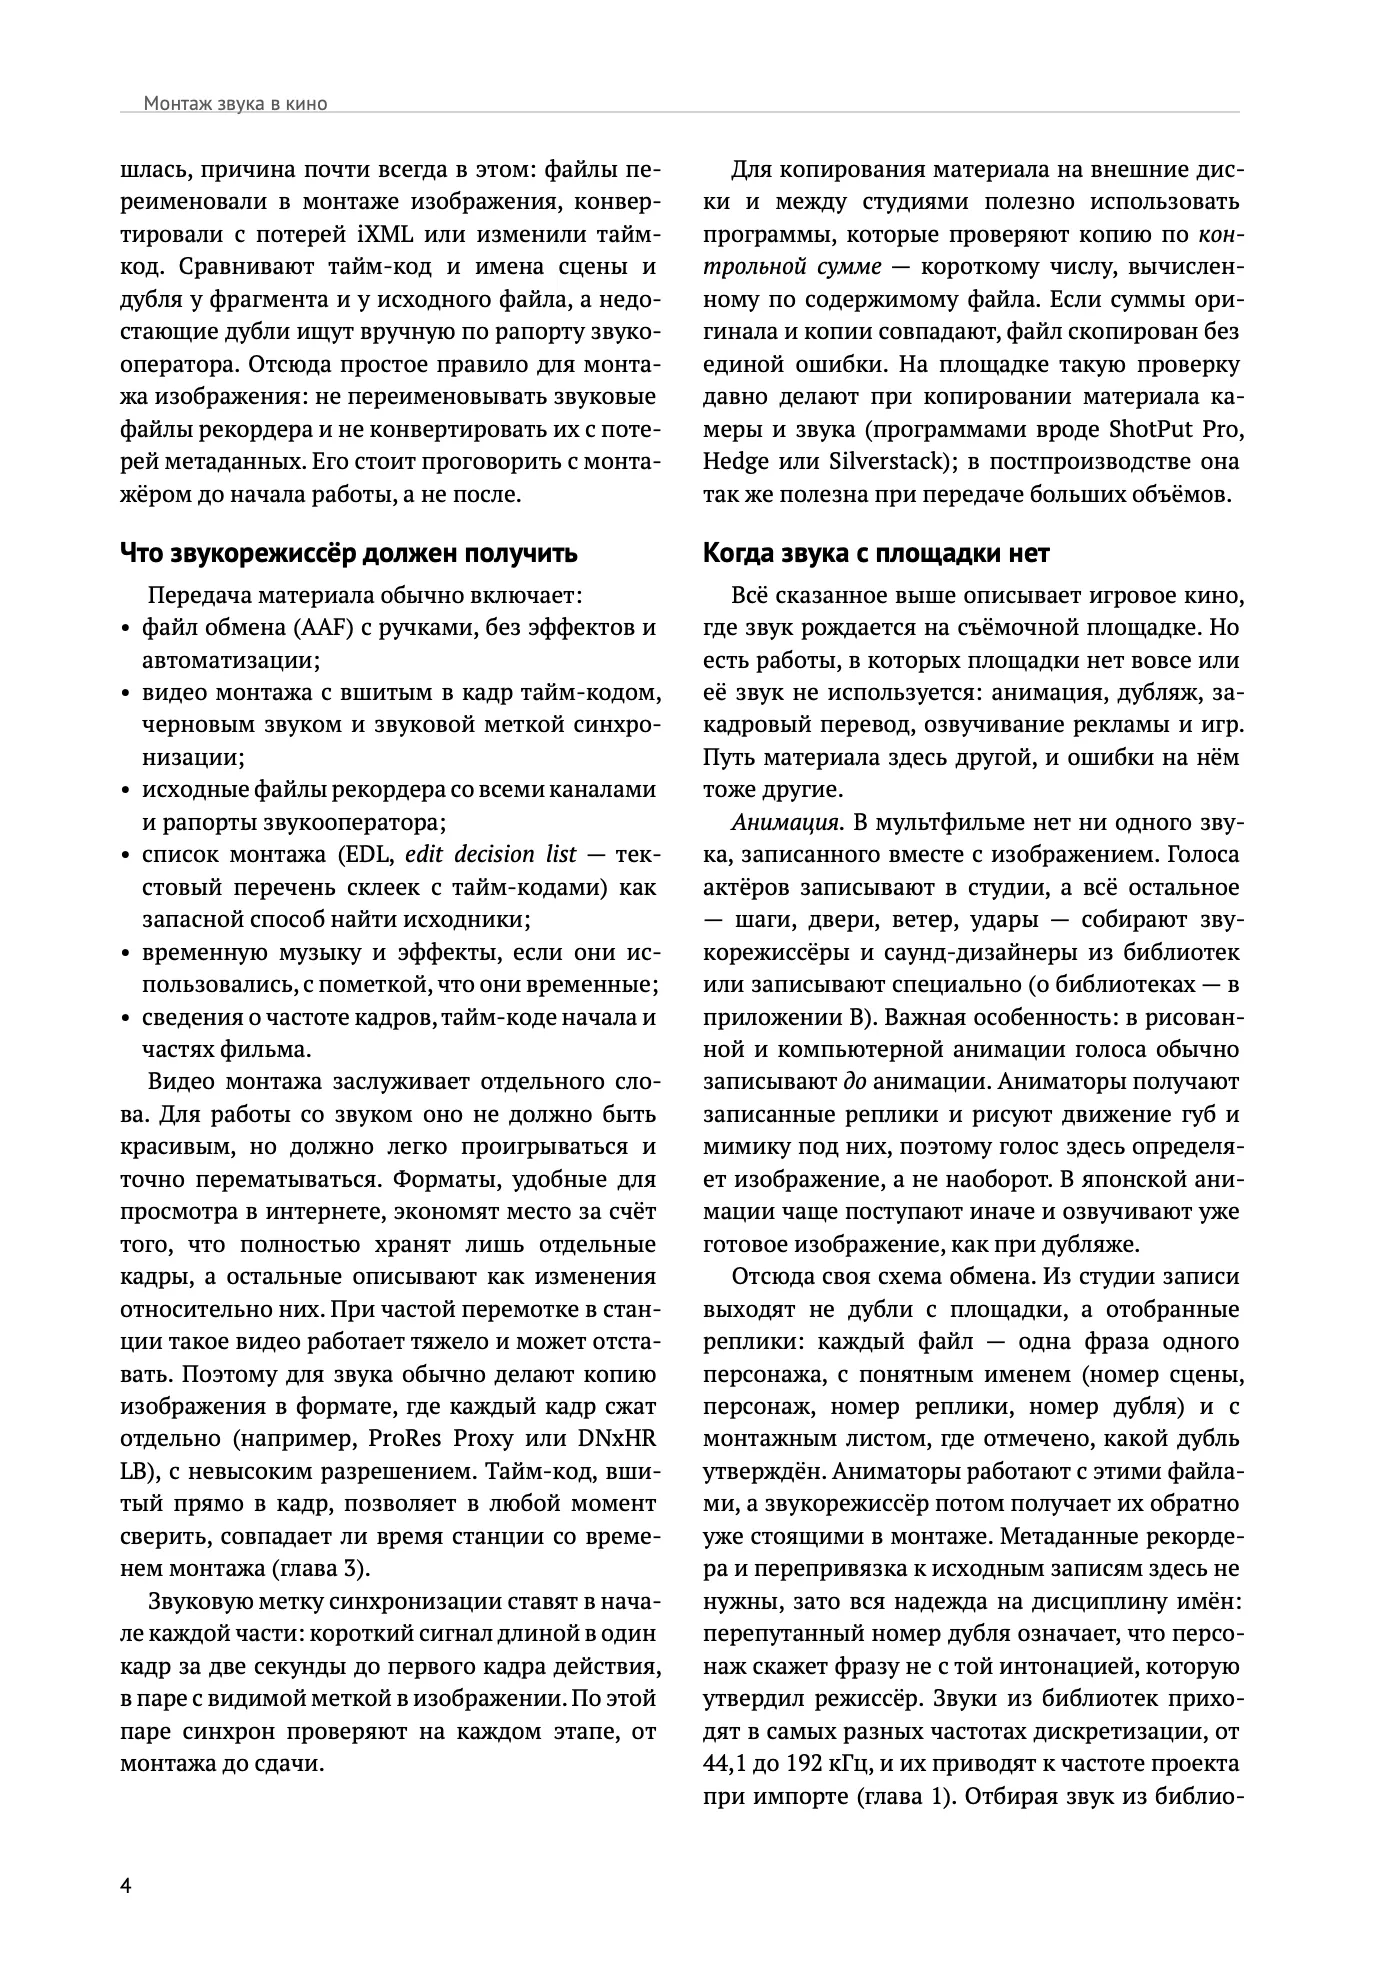 Монтаж звука в кино
шлась, причина почти всегда в этом: файлы пе-
реименовали в монтаже изображения, конвер-
тировали с потерей iXML или изменили тайм-
код. Сравнивают тайм-код и имена сцены и
дубля у фрагмента и у исходного файла, а недо-
стающие дубли ищут вручную по рапорту звуко-
оператора. Отсюда простое правило для монта-
жа изображения: не переименовывать звуковые
файлы рекордера и не конвертировать их с поте-
рей метаданных. Его стоит проговорить с монта-
жёром до начала работы, а не после.
Что звукорежиссёр должен получить
Передача материала обычно включает:
• файл обмена (AAF) с ручками, без эффектов и
автоматизации;
• видео монтажа с вшитым в кадр тайм-кодом,
черновым звуком и звуковой меткой синхро-
низации;
• исходные файлы рекордера со всеми каналами
и рапорты звукооператора;
• список монтажа (EDL, edit decision list — тек-
стовый перечень склеек с тайм-кодами) как
запасной способ найти исходники;
• временную музыку и эффекты, если они ис-
пользовались, с пометкой, что они временные;
• сведения о частоте кадров, тайм-коде начала и
частях фильма.
Видео монтажа заслуживает отдельного сло-
ва. Для работы со звуком оно не должно быть
красивым, но должно легко проигрываться и
точно перематываться. Форматы, удобные для
просмотра в интернете, экономят место за счёт
того, что полностью хранят лишь отдельные
кадры, а остальные описывают как изменения
относительно них. При частой перемотке в стан-
ции такое видео работает тяжело и может отста-
вать. Поэтому для звука обычно делают копию
изображения в формате, где каждый кадр сжат
отдельно (например, ProRes Proxy или DNxHR
LB), с невысоким разрешением. Тайм-код, вши-
тый прямо в кадр, позволяет в любой момент
сверить, совпадает ли время станции со време-
нем монтажа (глава 3).
Звуковую метку синхронизации ставят в нача-
ле каждой части: короткий сигнал длиной в один
кадр за две секунды до первого кадра действия,
в паре с видимой меткой в изображении. По этой
паре синхрон проверяют на каждом этапе, от
монтажа до сдачи.
Для копирования материала на внешние дис-
ки и между студиями полезно использовать
программы, которые проверяют копию по кон-
трольной сумме — короткому числу, вычислен-
ному по содержимому файла. Если суммы ори-
гинала и копии совпадают, файл скопирован без
единой ошибки. На площадке такую проверку
давно делают при копировании материала ка-
меры и звука (программами вроде ShotPut Pro,
Hedge или Silverstack); в постпроизводстве она
так же полезна при передаче больших объёмов.
Когда звука с площадки нет
Всё сказанное выше описывает игровое кино,
где звук рождается на съёмочной площадке. Но
есть работы, в которых площадки нет вовсе или
её звук не используется: анимация, дубляж, за-
кадровый перевод, озвучивание рекламы и игр.
Путь материала здесь другой, и ошибки на нём
тоже другие.
Анимация. В мультфильме нет ни одного зву-
ка, записанного вместе с изображением. Голоса
актёров записывают в студии, а всё остальное
— шаги, двери, ветер, удары — собирают зву-
корежиссёры и саунд-дизайнеры из библиотек
или записывают специально (о библиотеках — в
приложении B). Важная особенность: в рисован-
ной и компьютерной анимации голоса обычно
записывают до анимации. Аниматоры получают
записанные реплики и рисуют движение губ и
мимику под них, поэтому голос здесь определя-
ет изображение, а не наоборот. В японской ани-
мации чаще поступают иначе и озвучивают уже
готовое изображение, как при дубляже.
Отсюда своя схема обмена. Из студии записи
выходят не дубли с площадки, а отобранные
реплики: каждый файл — одна фраза одного
персонажа, с понятным именем (номер сцены,
персонаж, номер реплики, номер дубля) и с
монтажным листом, где отмечено, какой дубль
утверждён. Аниматоры работают с этими файла-
ми, а звукорежиссёр потом получает их обратно
уже стоящими в монтаже. Метаданные рекорде-
ра и перепривязка к исходным записям здесь не
нужны, зато вся надежда на дисциплину имён:
перепутанный номер дубля означает, что персо-
наж скажет фразу не с той интонацией, которую
утвердил режиссёр. Звуки из библиотек прихо-
дят в самых разных частотах дискретизации, от
44,1 до 192 кГц, и их приводят к частоте проекта
при импорте (глава 1). Отбирая звук из библио-
4